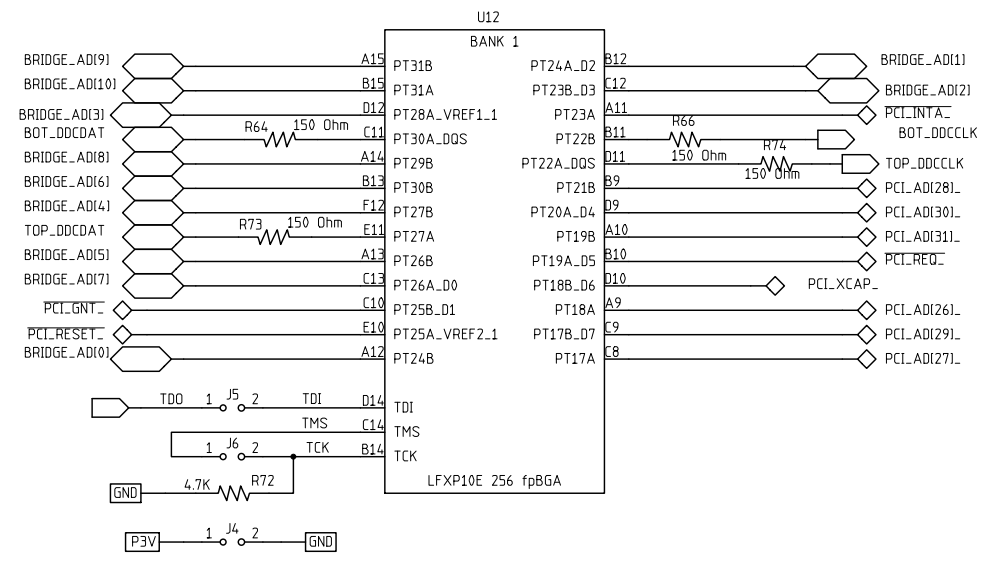 U12
BANK 1
BRIDGE_AD[9] A15 PT31B PT24A_D2 B12 BRIDGE_AD[1]
BRIDGE_AD[10] B15 PT31A PT23B_D3 C12 BRIDGE_AD[2]
BRIDGE_AD[3] D12 PT28A_VREF1_1 PT23A A11 PCI_INTA_
BOT_DDCDAT R64 150 Ohm C11 PT30A_DQS PT22B B11 R66 150 Ohm BOT_DDCCLK
BRIDGE_AD[8] A14 PT29B PT22A_DQS D11 R74 150 Ohm TOP_DDCCLK
BRIDGE_AD[6] B13 PT30B PT21B B9 PCI_AD[28]_
BRIDGE_AD[4] F12 PT27B PT20A_D4 D9 PCI_AD[30]_
TOP_DDCDAT R73 150 Ohm E11 PT27A PT19B A10 PCI_AD[31]_
BRIDGE_AD[5] A13 PT26B PT19A_D5 B10 PCI_REQ_
BRIDGE_AD[7] C13 PT26A_D0 PT18B_D6 D10 PCI_XCAP_
PCI_GNT_ C10 PT25B_D1 PT18A A9 PCI_AD[26]_
PCI_RESET_ E10 PT25A_VREF2_1 PT17B_D7 C9 PCI_AD[29]_
BRIDGE_AD[0] A12 PT24B PT17A C8 PCI_AD[27]_
TDO 1 J5 2 TDI D14 TDI
TMS C14 TMS
1 J6 2 TCK B14 TCK
GND 4.7K R72 LFXP10E 256 fpBGA
P3V 1 J4 2 GND